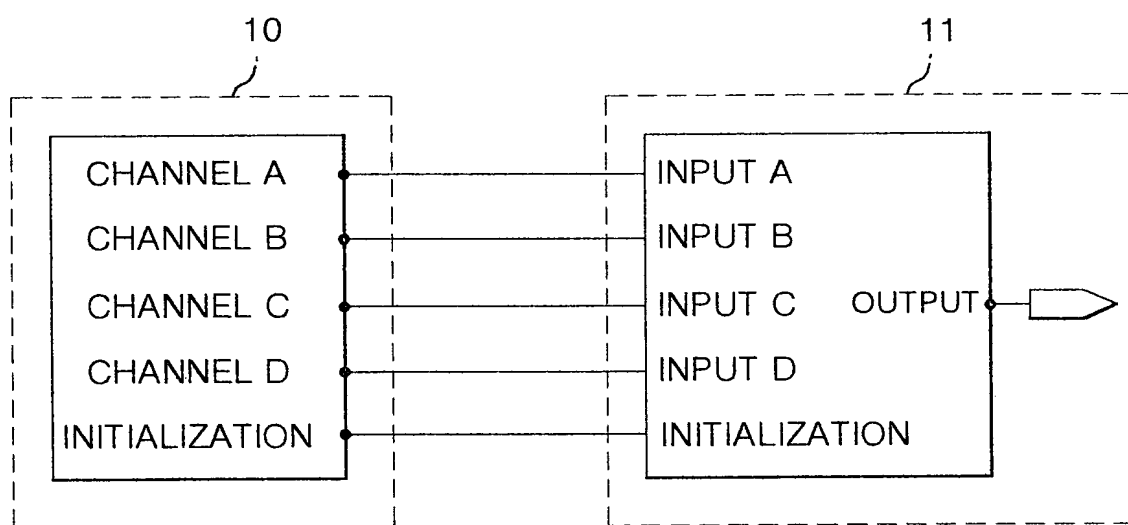 10
11
CHANNEL A
CHANNEL B
CHANNEL C
CHANNEL D
INITIALIZATION
INPUT A
INPUT B
INPUT C
INPUT D
INITIALIZATION
OUTPUT